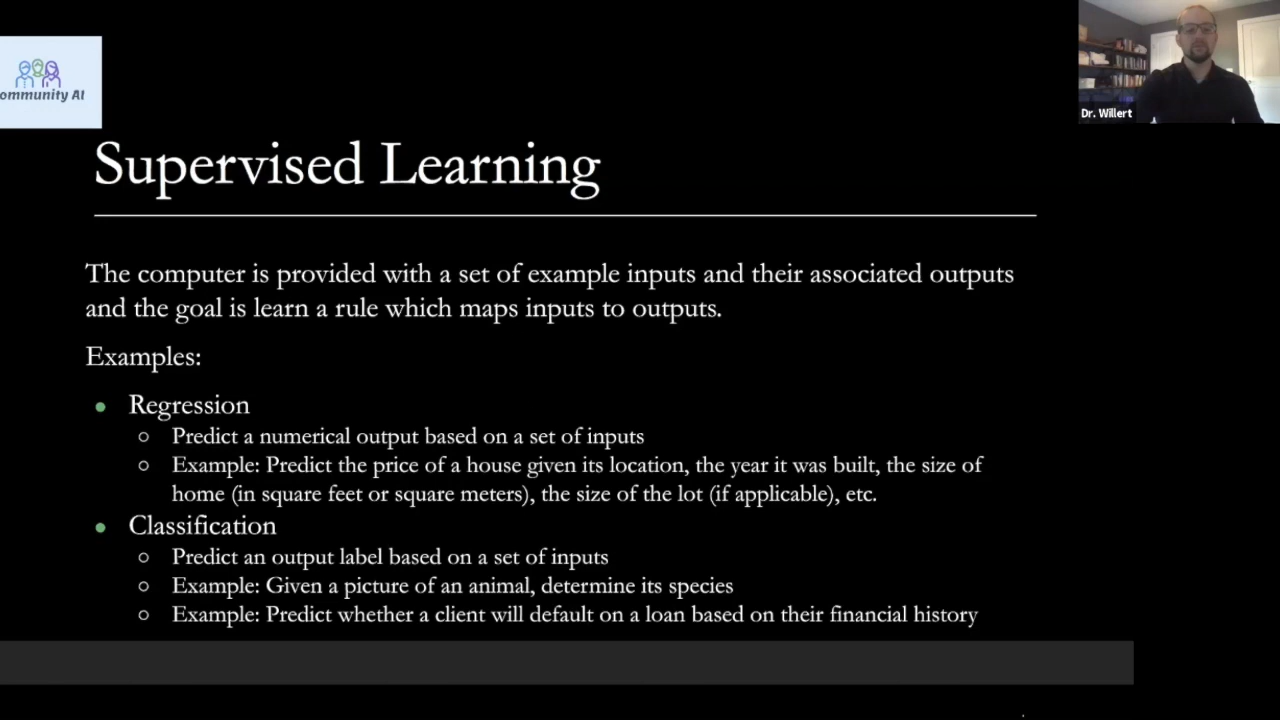 ommunity AI
Dr. Willert
Supervised Learning
The computer is provided with a set of example inputs and their associated outputs
and the goal is learn a rule which maps inputs to outputs.
Examples:
● Regression
○ Predict a numerical output based on a set of inputs
○ Example: Predict the price of a house given its location, the year it was built, the size of
home (in square feet or square meters), the size of the lot (if applicable), etc.
● Classification
○ Predict an output label based on a set of inputs
○ Example: Given a picture of an animal, determine its species
○ Example: Predict whether a client will default on a loan based on their financial history